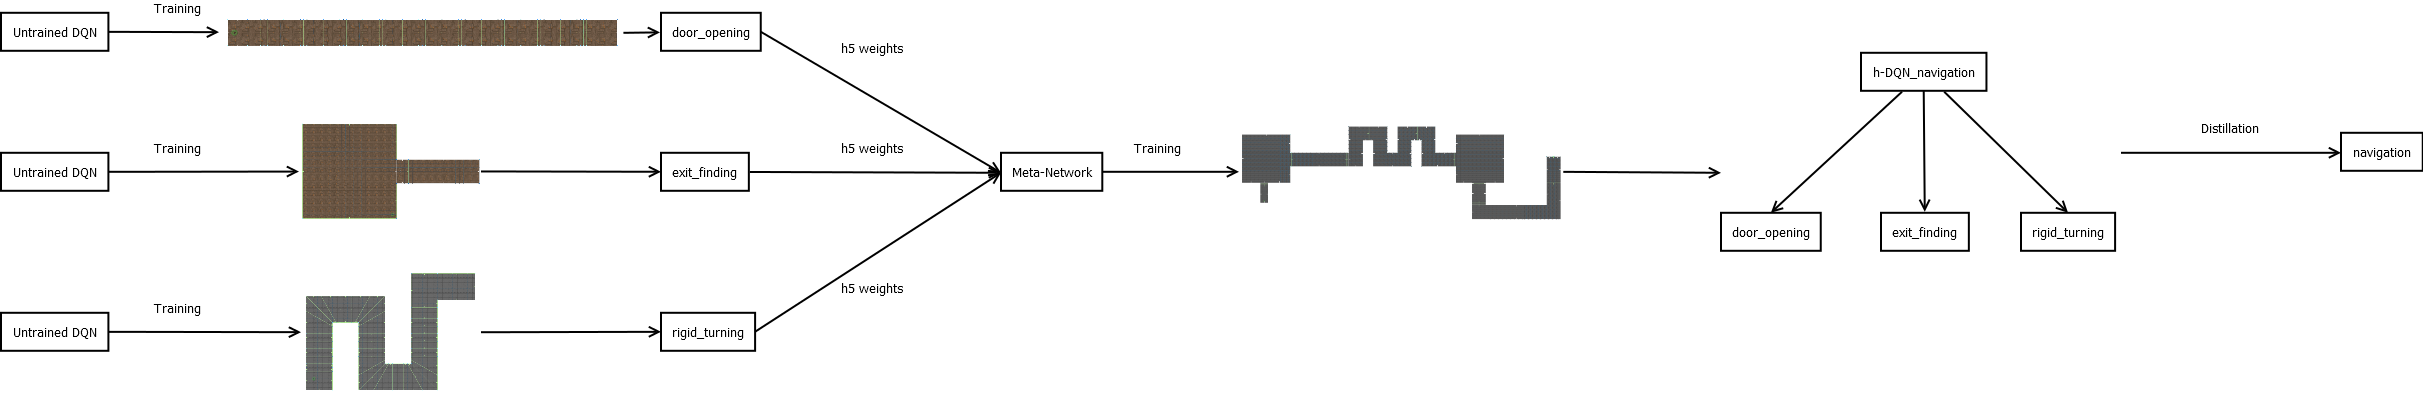 Training
Untrained DQN
door_opening
h5 weights
Training
Untrained DQN
exit_finding
h5 weights
Training
Untrained DQN
rigid_turning
h5 weights
Meta-Network
Training
h-DQN_navigation
door_opening
exit_finding
rigid_turning
Distillation
navigation